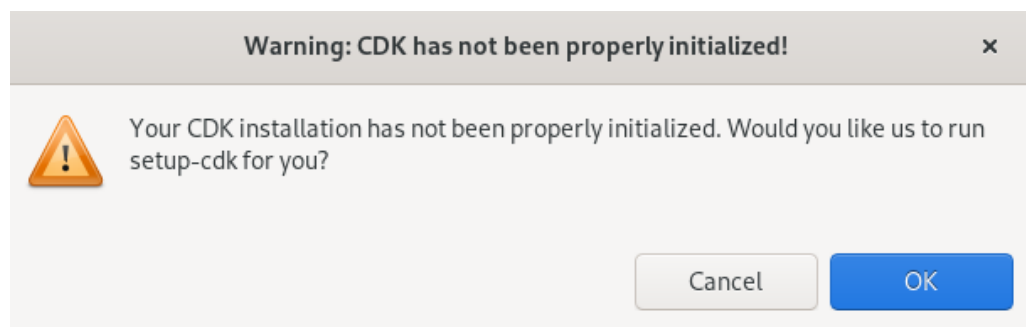 Warning: CDK has not been properly initialized!
Your CDK installation has not been properly initialized. Would you like us to run
setup-cdk for you?
Cancel
OK